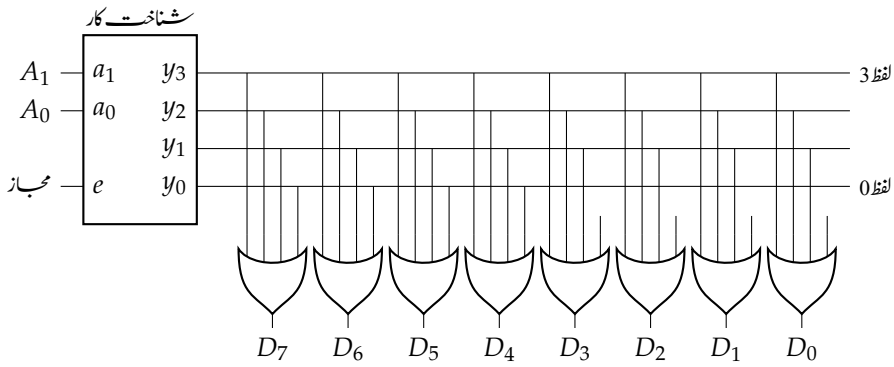 شناخت کار
A1 a1 y3 لفظ 3
A0 a0 y2
y1
مجاز e y0 لفظ 0
D7 D6 D5 D4 D3 D2 D1 D0